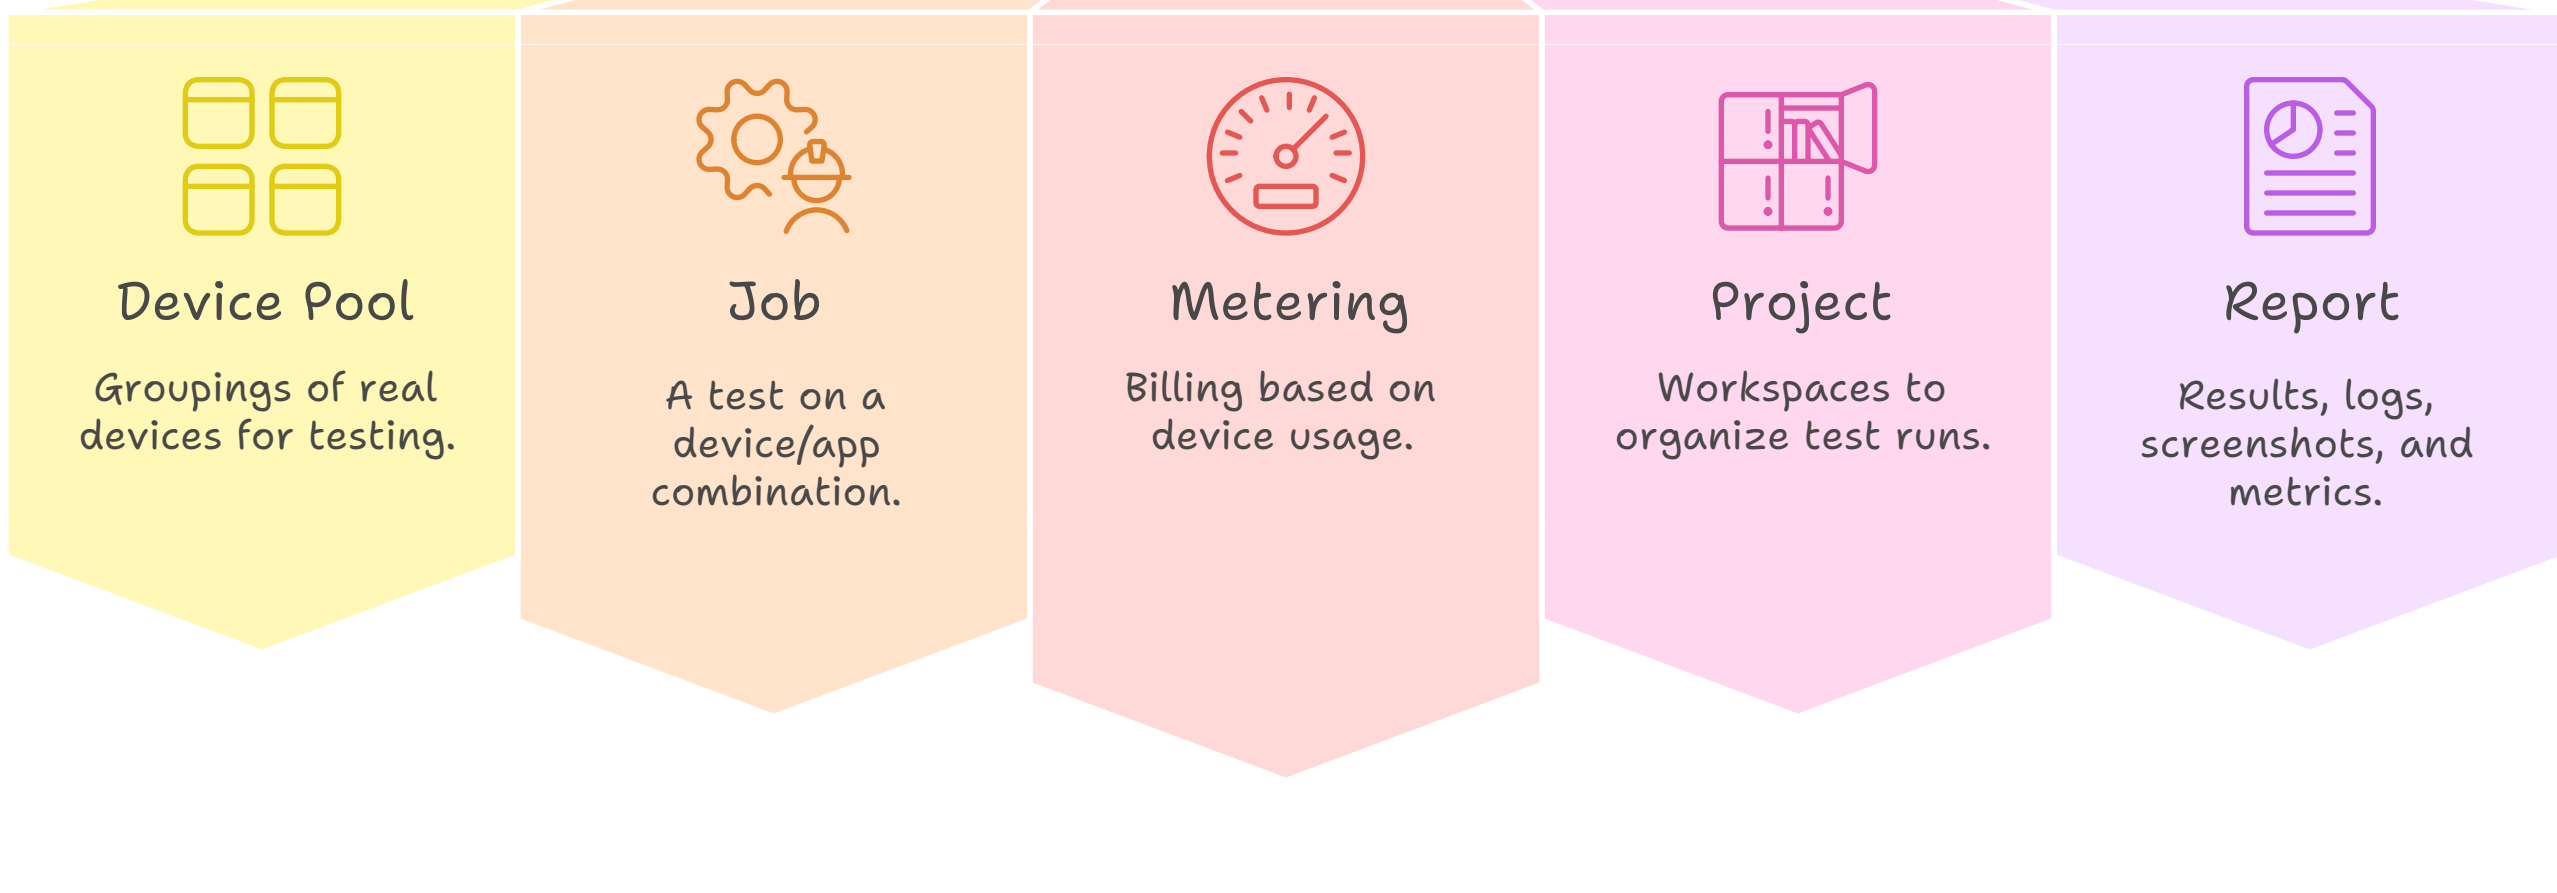 Device Pool
Groupings of real
devices for testing.
Job
A test on a
device/app
combination.
Metering
Billing based on
device usage.
Project
Workspaces to
organize test runs.
Report
Results, logs,
screenshots, and
metrics.